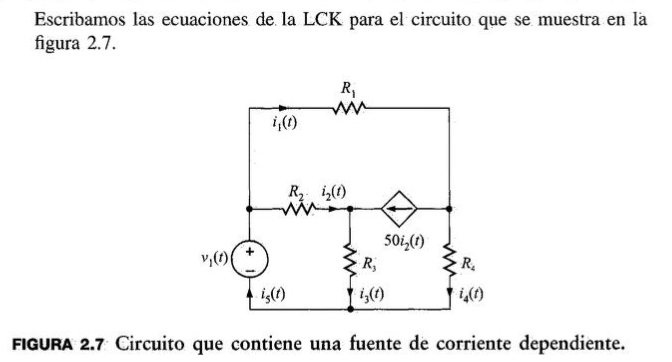 Escribamos las ecuaciones de la LCK para el circuito que se muestra en la
figura 2.7.
R₁
i₁(t)
R₂ i₂(t)
50i₂(t)
v₁(t)
+
−
R₃
R₄
i₅(t)
i₃(t)
i₄(t)
FIGURA 2.7 Circuito que contiene una fuente de corriente dependiente.